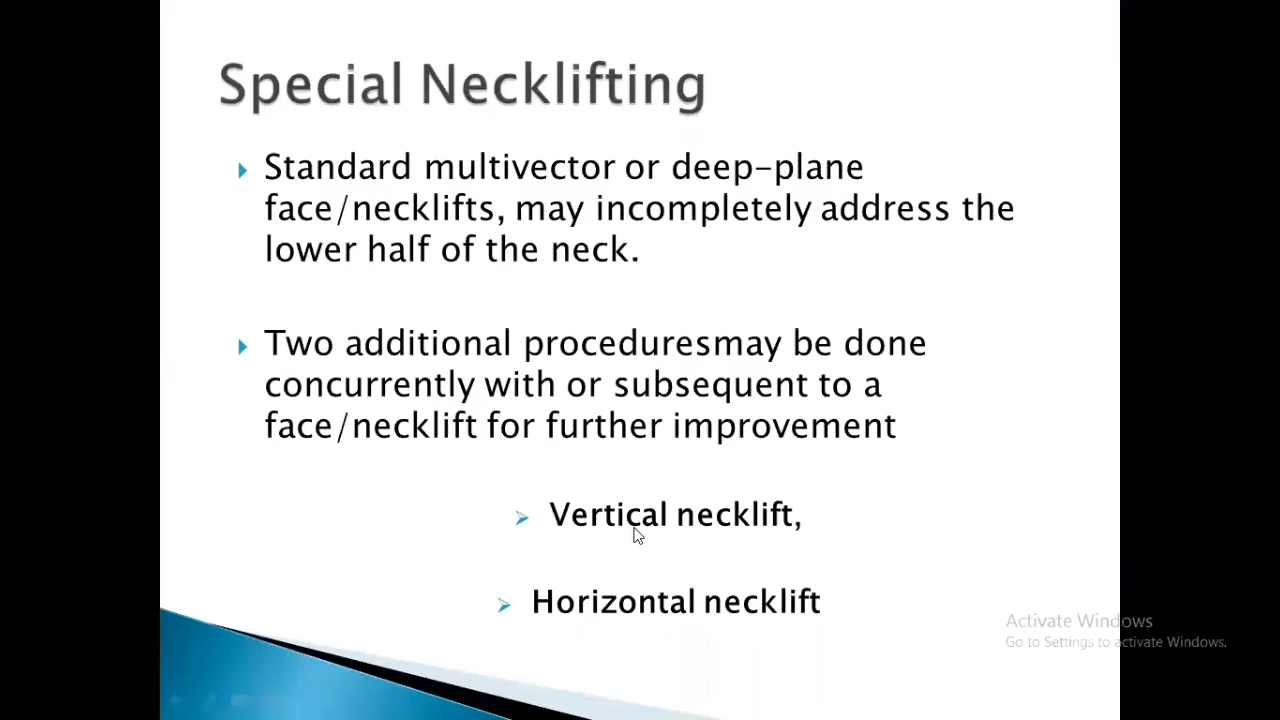 Special Necklifting
Standard multivector or deep-plane
face/necklifts, may incompletely address the
lower half of the neck.
Two additional proceduresmay be done
concurrently with or subsequent to a
face/necklift for further improvement
Vertical necklift,
Horizontal necklift
Activate Windows
Go to Settings to activate Windows.